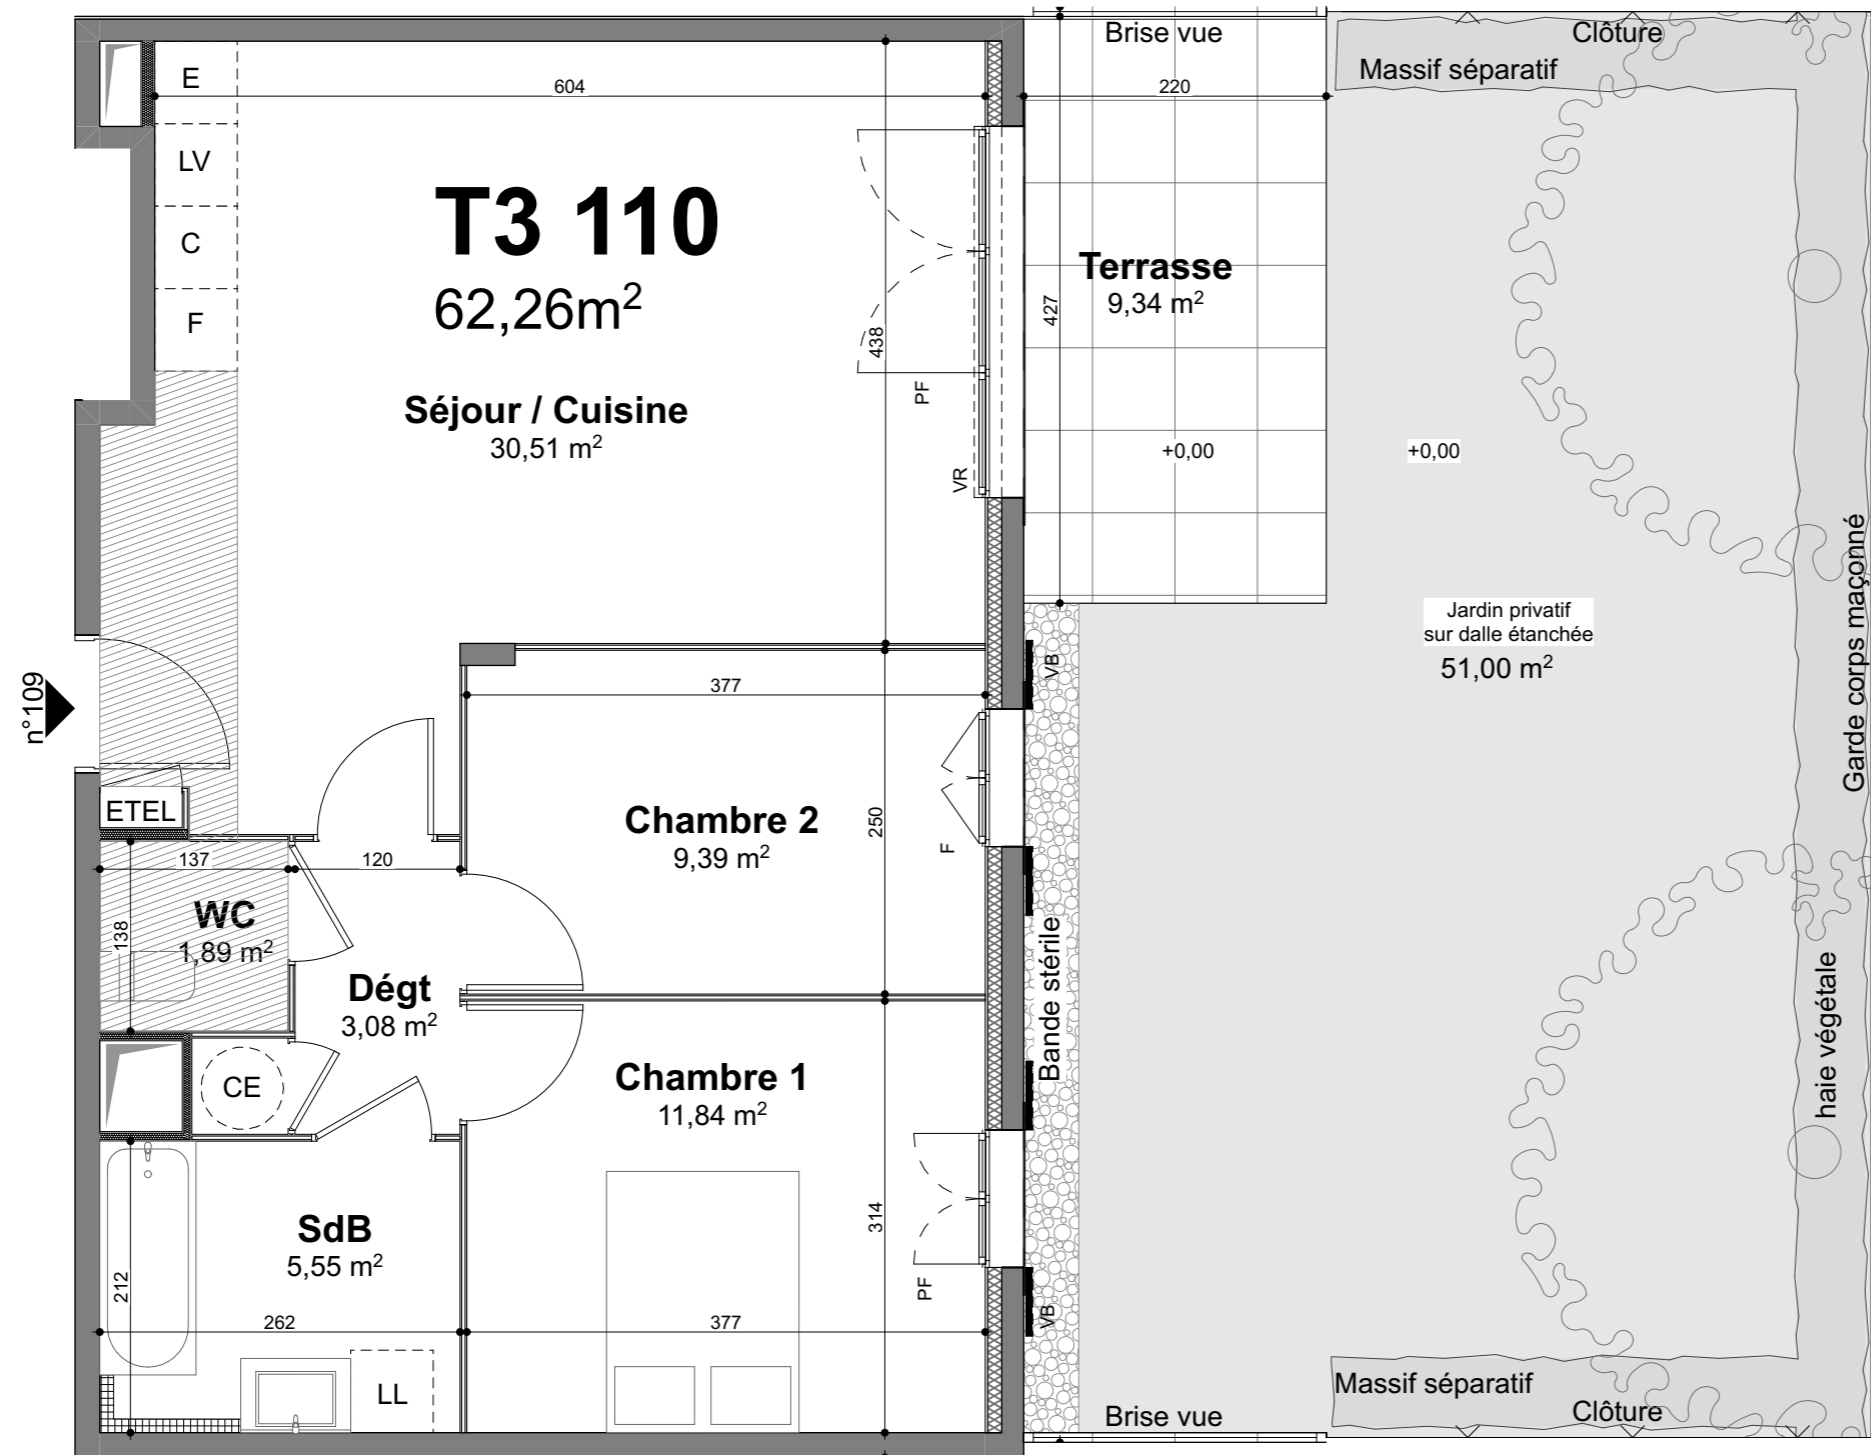 Brise vue
Clôture
Massif séparatif
E
604
220
LV
T3 110
62,26m²
C
F
Terrasse
9,34 m²
427
438
PF
Séjour / Cuisine
30,51 m²
VR
+0,00
+0,00
Garde corps maçonné
Jardin privatif
sur dalle étanchée
51,00 m²
n°109
VB
377
ETEL
Chambre 2
9,39 m²
250
F
137
120
WC
1,89 m²
138
Bande stérile
haie végétale
Dégt
3,08 m²
CE
Chambre 1
11,84 m²
314
PF
VB
SdB
5,55 m²
212
262
377
LL
Massif séparatif
Brise vue
Clôture